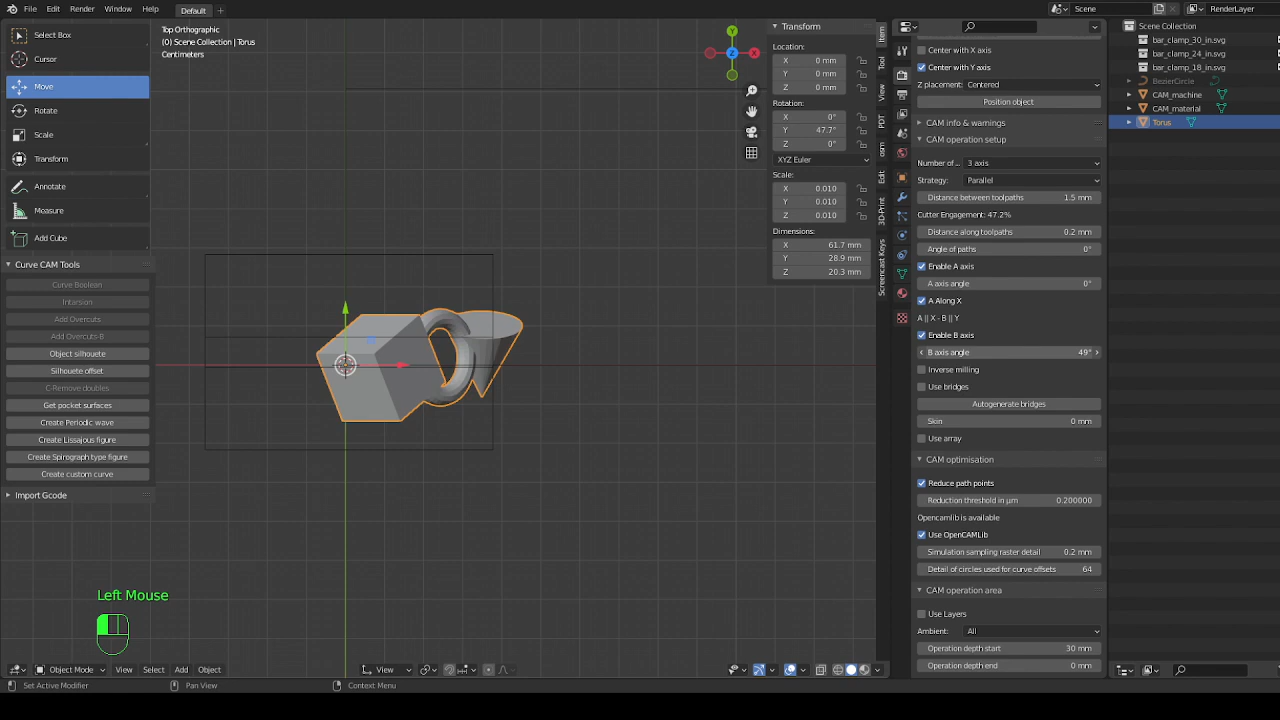 File Edit Render Window Help Default + Scene RenderLayer
Select Box
Cursor
Move
Rotate
Scale
Transform
Annotate
Measure
Add Cube
Curve CAM Tools
Curve Boolean
Intarsion
Add Overcuts
Add Overcuts-B
Object silhouete
Silhouete offset
C-Remove doubles
Get pocket surfaces
Create Periodic wave
Create Lissajous figure
Create Spirograph type figure
Create custom curve
Import Gcode
Top Orthographic
(0) Scene Collection | Torus
Centimeters
Y
X
Z
Left Mouse
Object Mode View Select Add Object
View
Transform
Location:
X 0 mm
Y 0 mm
Z 0 mm
Rotation:
X 0°
Y 47.7°
Z 0°
XYZ Euler
Scale:
X 0.010
Y 0.010
Z 0.010
Dimensions:
X 61.7 mm
Y 28.9 mm
Z 20.3 mm
Item
Tool
View
PDT
osm
Edit
3D-Print
Screencast Keys
Center with X axis
Center with Y axis
Z placement: Centered
Position object
CAM info & warnings
CAM operation setup
Number of ... 3 axis
Strategy: Parallel
Distance between toolpaths 1.5 mm
Cutter Engagement: 47.2%
Distance along toolpaths 0.2 mm
Angle of paths 0°
Enable A axis
A axis angle 0°
A Along X
A || X - B || Y
Enable B axis
B axis angle 49°
Inverse milling
Use bridges
Autogenerate bridges
Skin 0 mm
Use array
CAM optimisation
Reduce path points
Reduction threshold in µm 0.200000
Opencamlib is available
Use OpenCAMLib
Simulation sampling raster detail 0.2 mm
Detail of circles used for curve offsets 64
CAM operation area
Use Layers
Ambient: All
Operation depth start 30 mm
Operation depth end 0 mm
Scene Collection
bar_clamp_30_in.svg
bar_clamp_24_in.svg
bar_clamp_18_in.svg
BezierCircle
CAM_machine
CAM_material
Torus
Set Active Modifier Pan View Context Menu